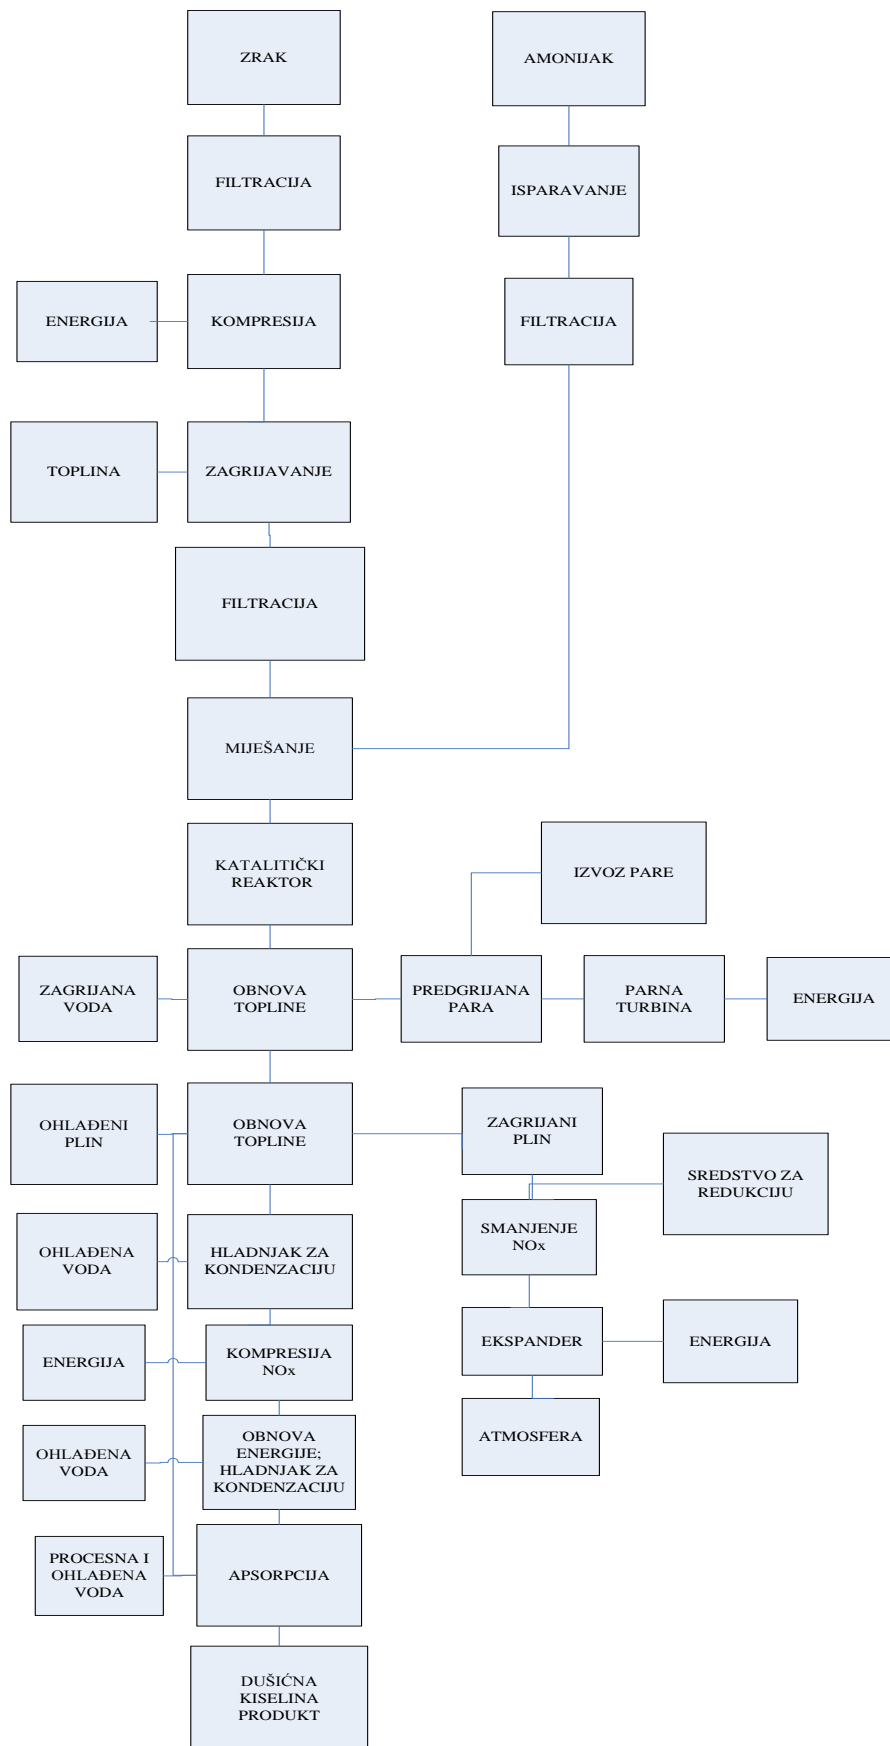 ZRAK
AMONIJAK
FILTRACIJA
ISPARAVANJE
ENERGIJA
KOMPRESIJA
FILTRACIJA
TOPLINA
ZAGRIJAVANJE
FILTRACIJA
MIJEŠANJE
KATALITIČKI
REAKTOR
IZVOZ PARE
ZAGRIJANA
VODA
OBNOVA
TOPLINE
PREDGRIJANA
PARA
PARNA
TURBINA
ENERGIJA
OHLAĐENI
PLIN
OBNOVA
TOPLINE
ZAGRIJANI
PLIN
SREDSTVO ZA
REDUKCIJU
OHLAĐENA
VODA
HLADNJAK ZA
KONDENZACIJU
SMANJENJE
NOx
ENERGIJA
KOMPRESIJA
NOx
EKSPANDER
ENERGIJA
OHLAĐENA
VODA
OBNOVA
ENERGIJE;
HLADNJAK ZA
KONDENZACIJU
ATMOSFERA
PROCESNA I
OHLAĐENA
VODA
APSORPCIJA
DUŠIĆNA
KISELINA
PRODUKT